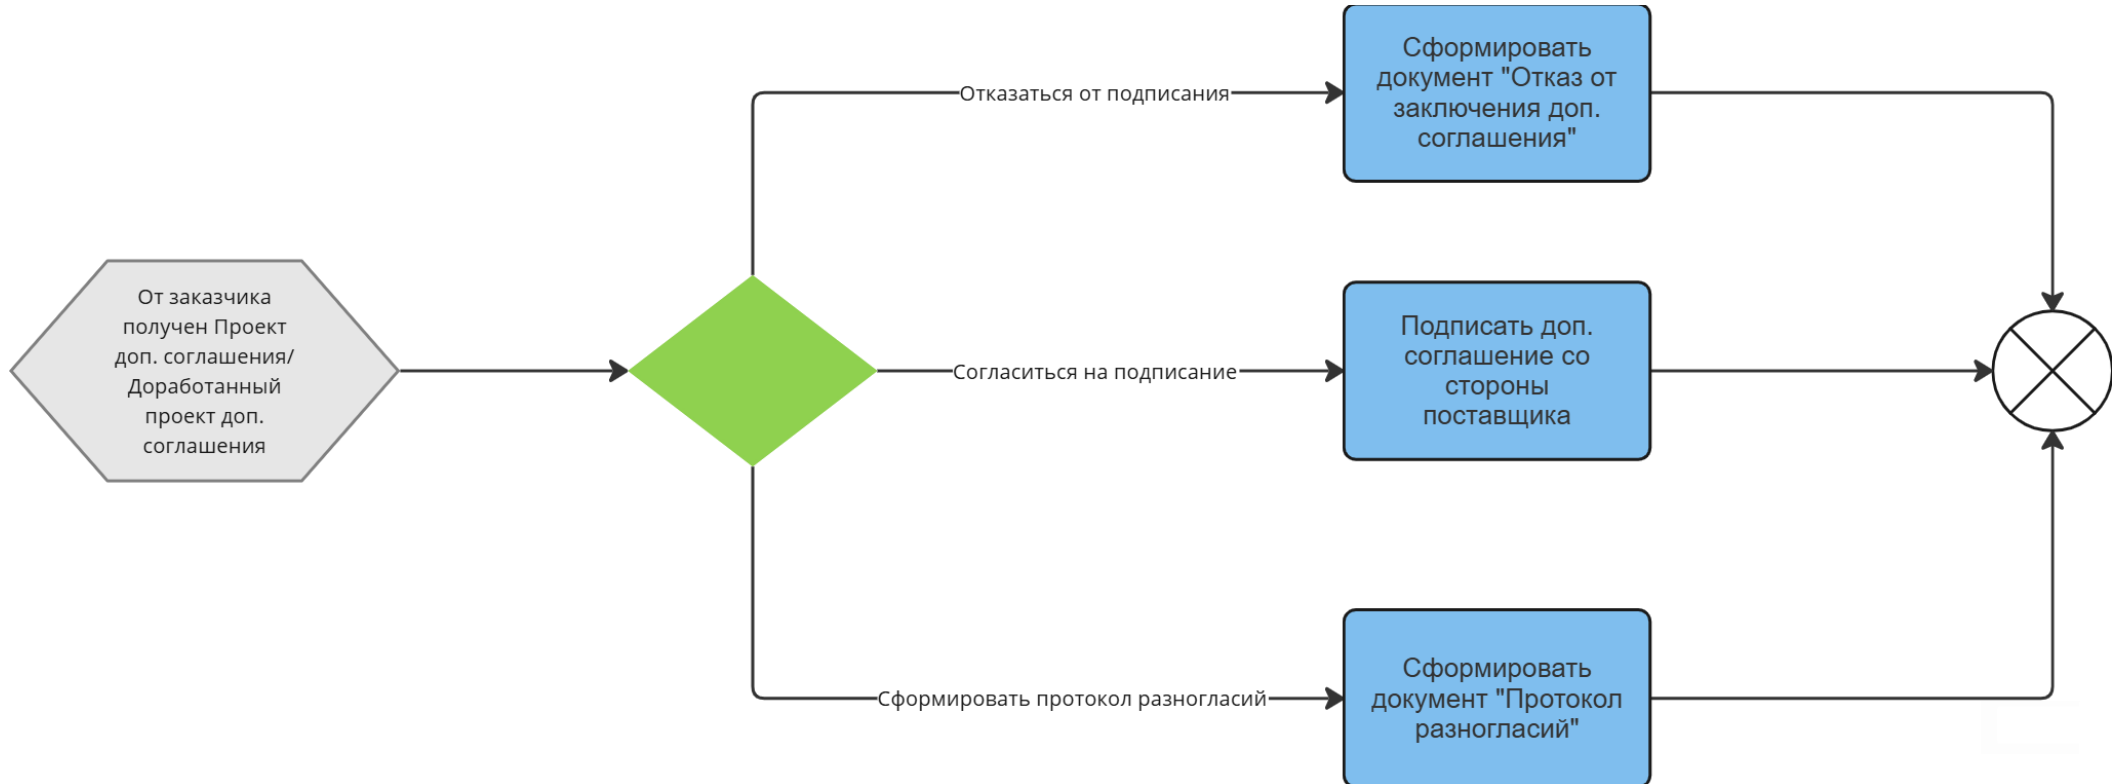 Сформировать
документ "Отказ от
заключения доп.
соглашения"
Отказаться от подписания
От заказчика
получен Проект
доп. соглашения/
Доработанный
проект доп.
соглашения
Согласиться на подписание
Подписать доп.
соглашение со
стороны
поставщика
Сформировать протокол разногласий
Сформировать
документ "Протокол
разногласий"